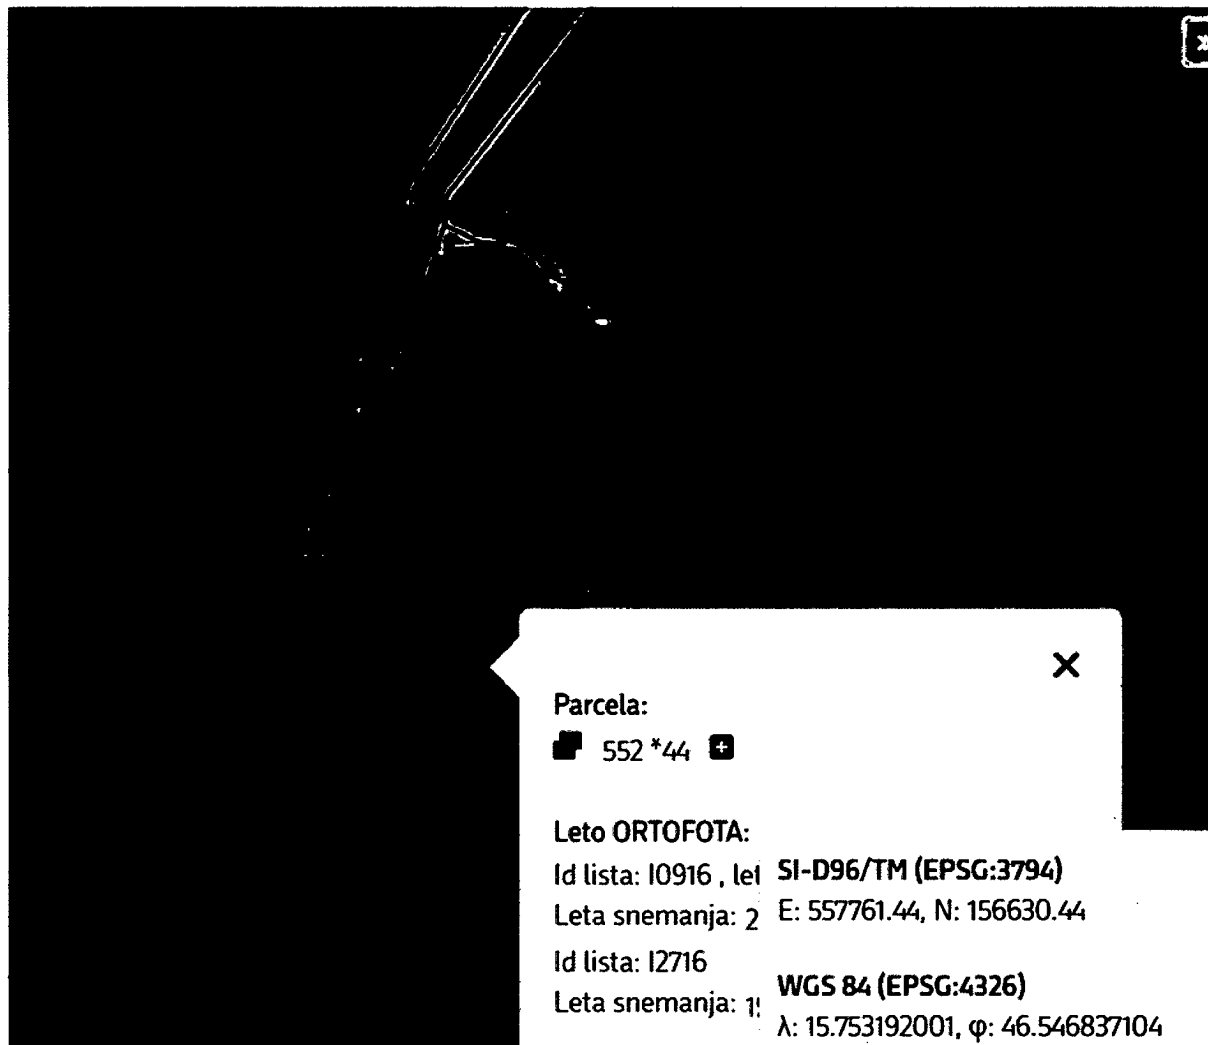 Parcela:
552 *44
Leto ORTOFOTA:
Id lista: I0916 , let
Leta snemanja: 2
Id lista: I2716
Leta snemanja: 1
SI-D96/TM (EPSG:3794)
E: 557761.44, N: 156630.44
WGS 84 (EPSG:4326)
λ: 15.753192001, φ: 46.546837104